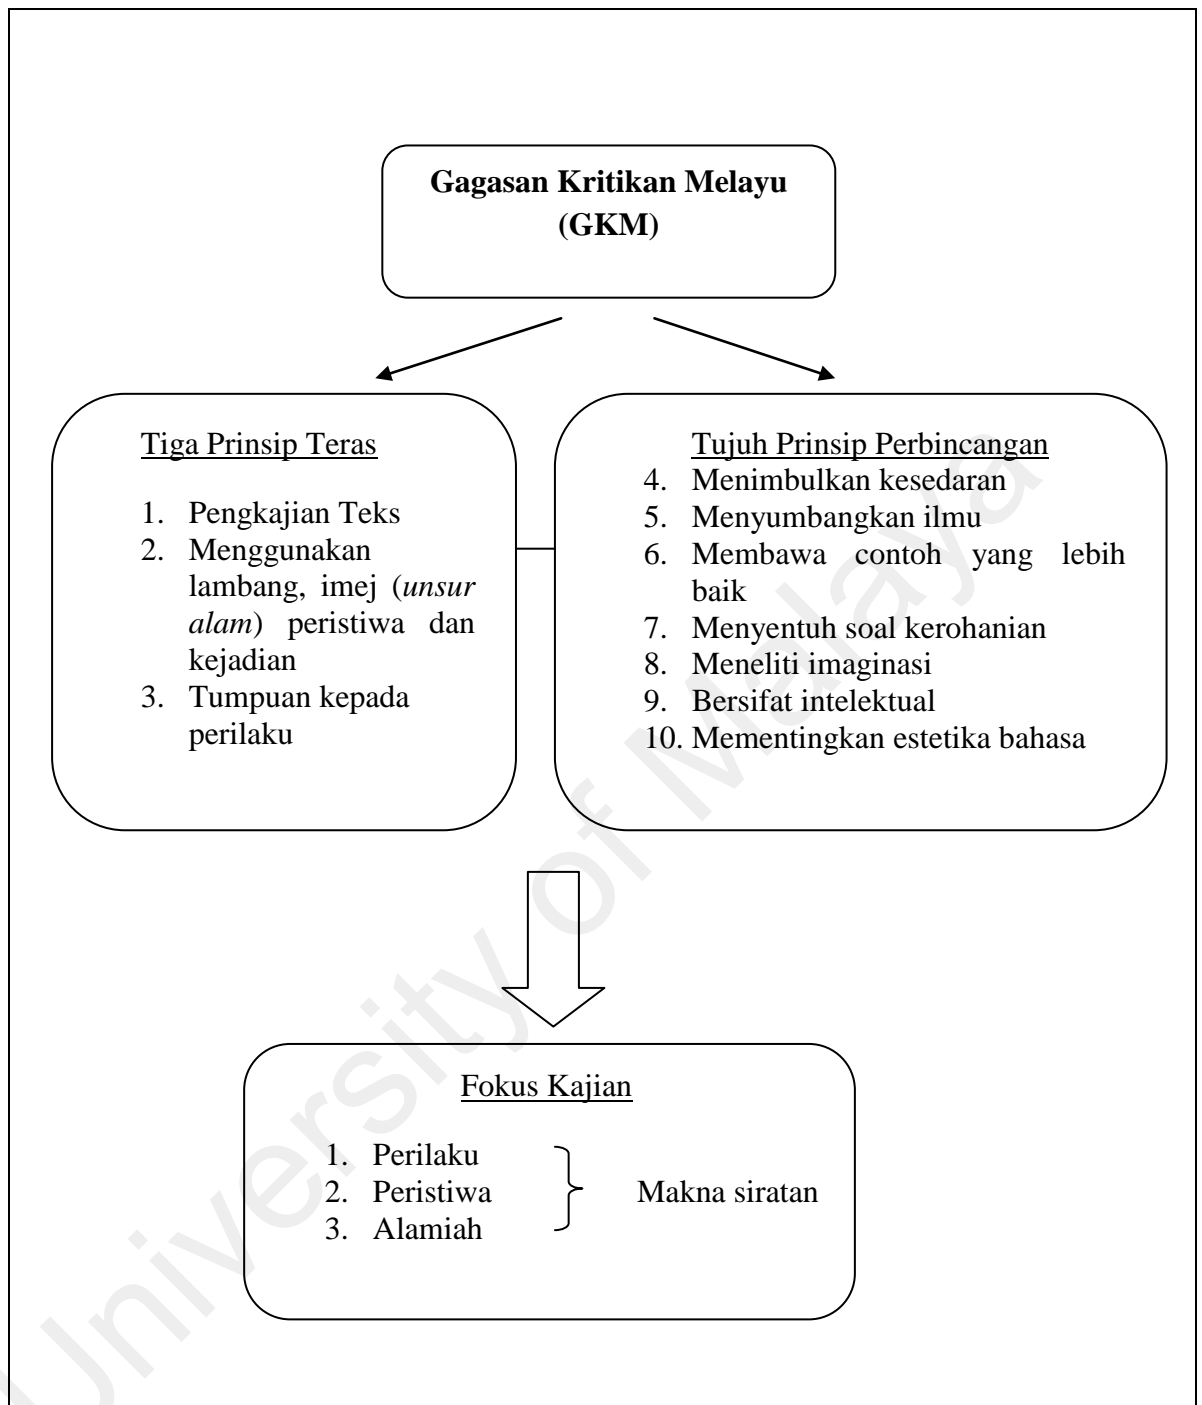 Gagasan Kritikan Melayu
(GKM)
Tiga Prinsip Teras
1. Pengkajian Teks
2. Menggunakan
lambang, imej (unsur
alam) peristiwa dan
kejadian
3. Tumpuan kepada
perilaku
Tujuh Prinsip Perbincangan
4. Menimbulkan kesedaran
5. Menyumbangkan ilmu
6. Membawa contoh yang lebih
baik
7. Menyentuh soal kerohanian
8. Meneliti imaginasi
9. Bersifat intelektual
10. Mementingkan estetika bahasa
Fokus Kajian
1. Perilaku
2. Peristiwa
3. Alamiah
Makna siratan
University of Malaya